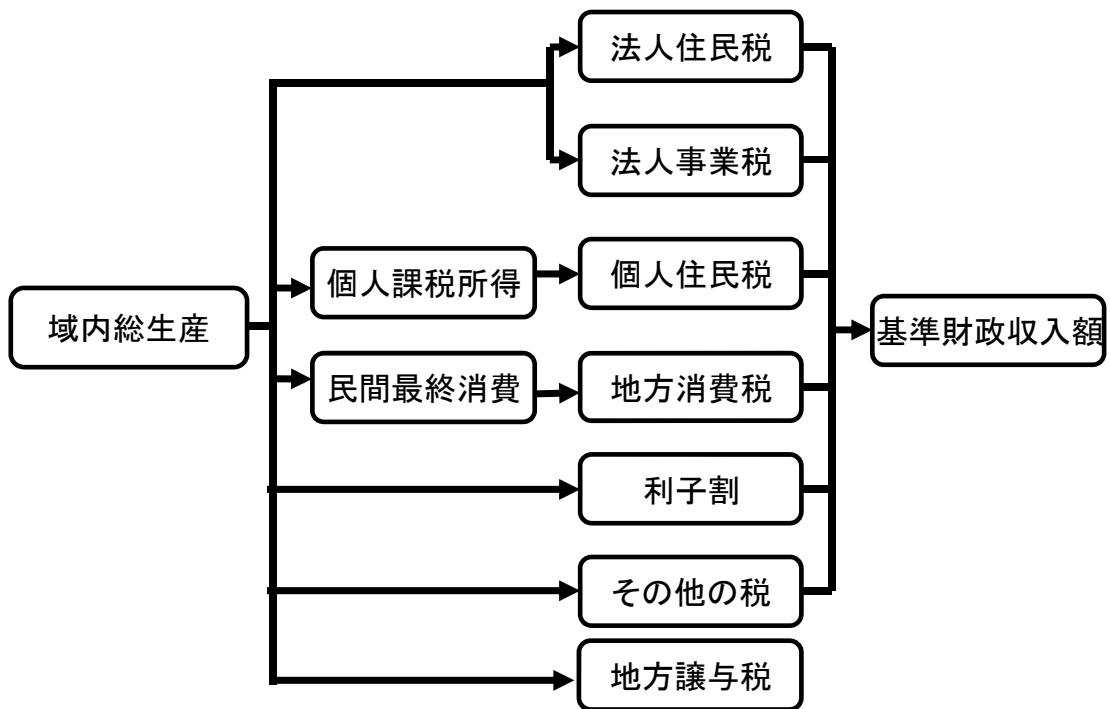 法人住民税
法人事業税
個人課税所得
個人住民税
域内総生産
基準財政収入額
民間最終消費
地方消費税
利子割
その他の税
地方譲与税